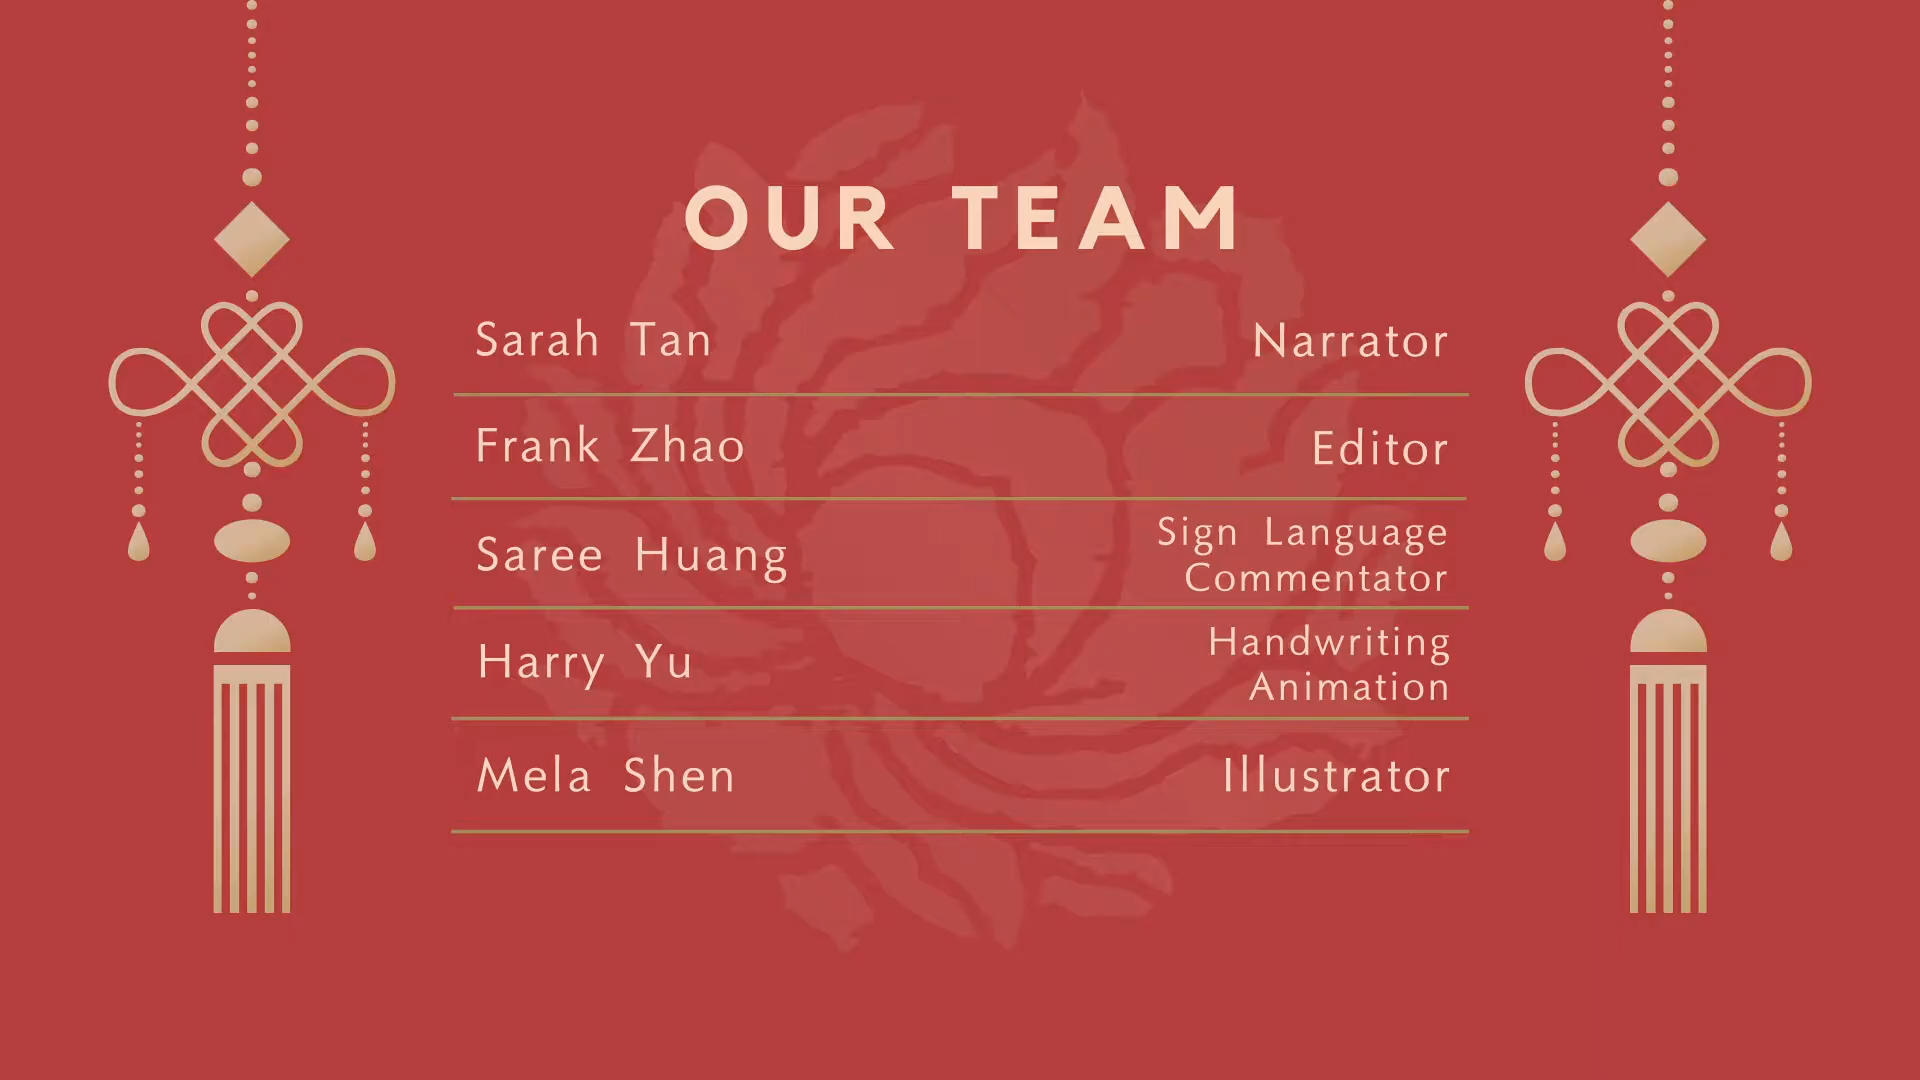 OUR TEAM
Sarah Tan Narrator
Frank Zhao Editor
Saree Huang Sign Language
Commentator
Harry Yu Handwriting
Animation
Mela Shen Illustrator